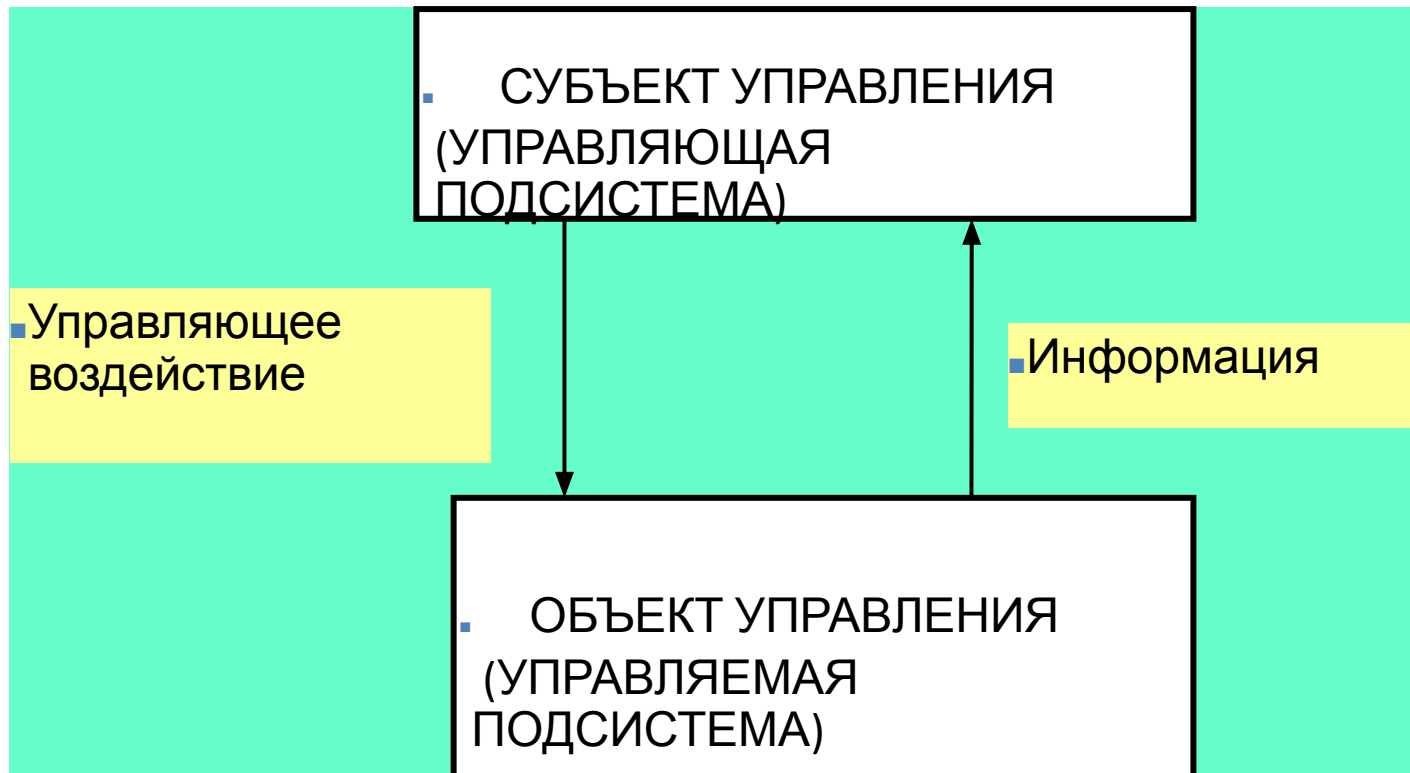 СУБЪЕКТ УПРАВЛЕНИЯ
(УПРАВЛЯЮЩАЯ
ПОДСИСТЕМА)
Управляющее
воздействие
Информация
ОБЪЕКТ УПРАВЛЕНИЯ
(УПРАВЛЯЕМАЯ
ПОДСИСТЕМА)